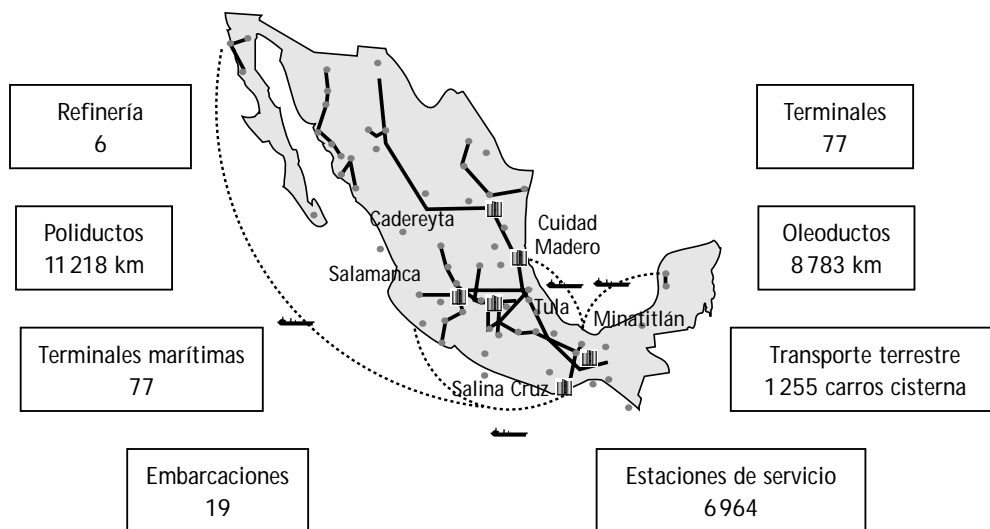 Refinería
6
Terminales
77
Cadereyta
Cuidad
Madero
Poliductos
11 218 km
Oleoductos
8 783 km
Salamanca
Tula
Minatitlán
Terminales marítimas
77
Transporte terrestre
1 255 carros cisterna
Salina Cruz
Embarcaciones
19
Estaciones de servicio
6 964